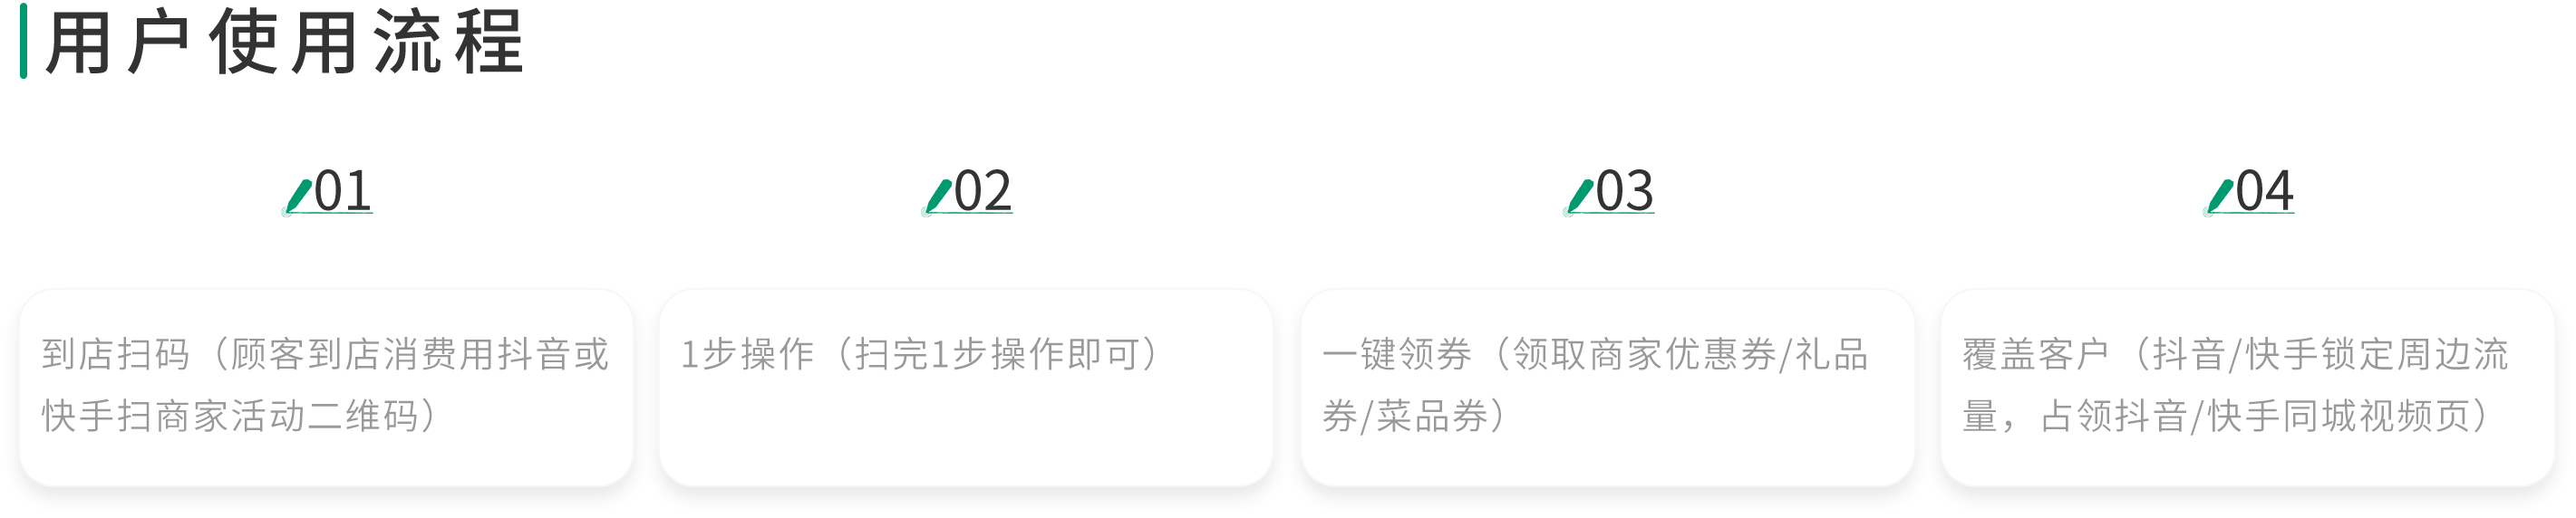 用户使用流程
01
02
03
04
到店扫码（顾客到店消费用抖音或
快手扫商家活动二维码）
1步操作（扫完1步操作即可）
一键领券（领取商家优惠券/礼品
券/菜品券）
覆盖客户（抖音/快手锁定周边流
量，占领抖音/快手同城视频页）